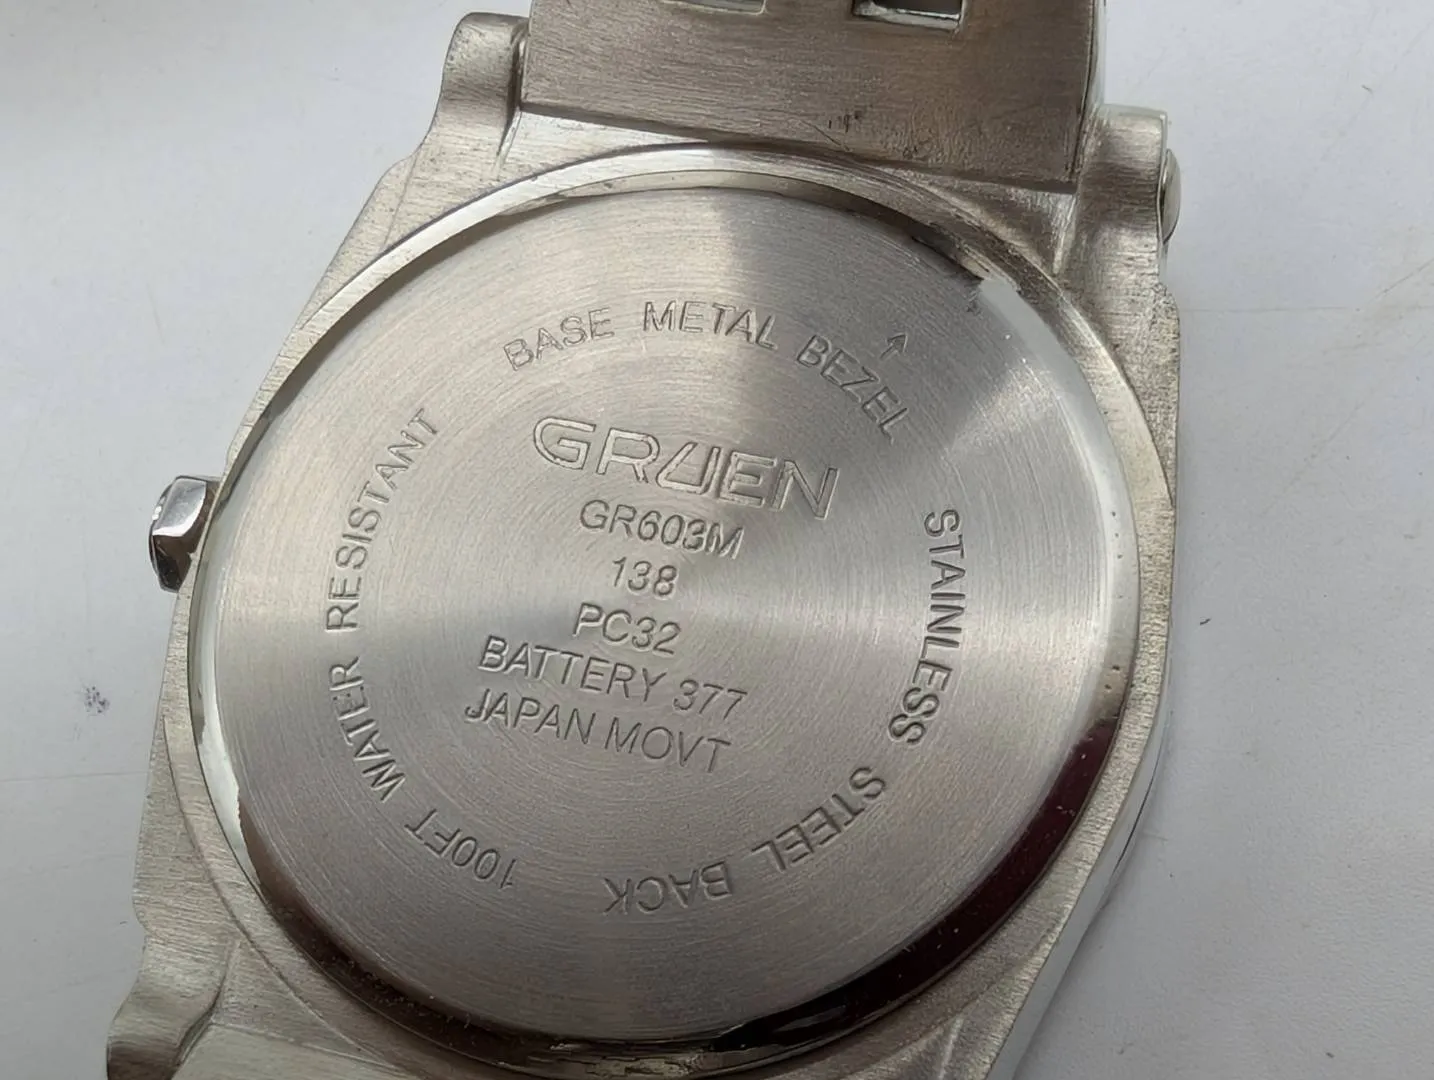 BASE METAL BEZEL
GRUEN
GR603M
138
PC32
BATTERY 377
JAPAN MOVT
STAINLESS STEEL BACK
100FT WATER RESISTANT